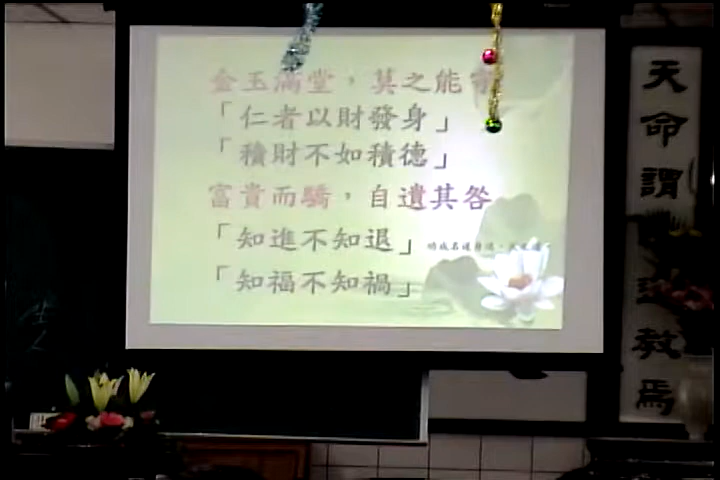 金玉滿堂，莫之能
「仁者以財發身」
「積財不如積德」
富貴而驕，自遺其咎
「知進不知退」
「知福不知禍」
天命謂
教焉